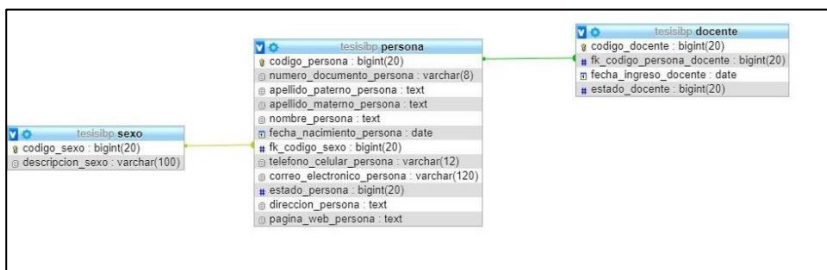 tesisibp sexo
codigo_sexo : bigint(20)
descripcion_sexo : varchar(100)
tesisibp persona
codigo_persona : bigint(20)
numero_documento_persona : varchar(8)
apellido_paterno_persona : text
apellido_materno_persona : text
nombre_persona : text
fecha_nacimiento_persona : date
fk_codigo_sexo : bigint(20)
telefono_celular_persona : varchar(12)
correo_electronico_persona : varchar(120)
estado_persona : bigint(20)
direccion_persona : text
pagina_web_persona : text
tesisibp docente
codigo_docente : bigint(20)
fk_codigo_persona_docente : bigint(20)
fecha_ingreso_docente : date
estado_docente : bigint(20)